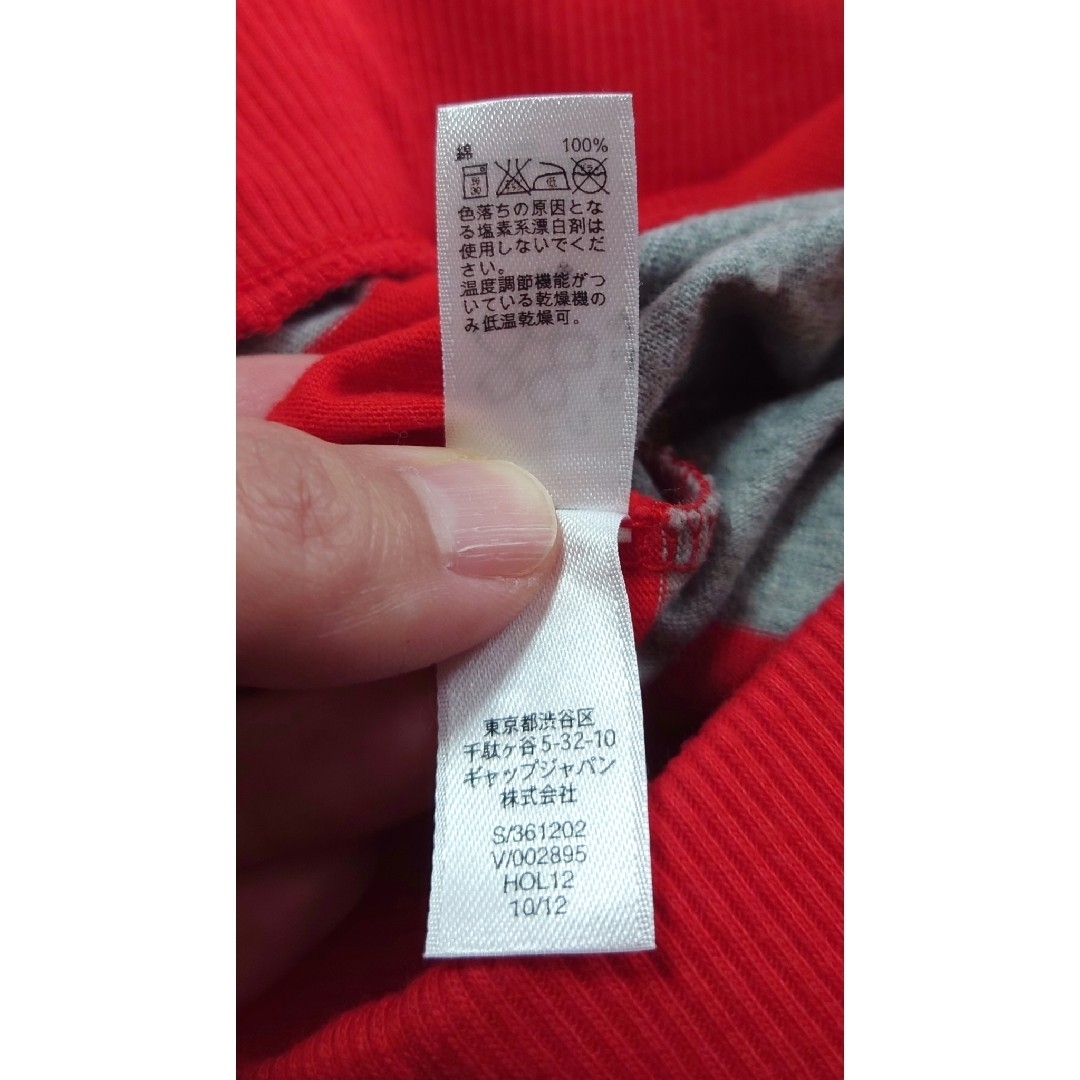 綿 100%
低
色落ちの原因とな
る塩素系漂白剤は
使用しないでくだ
さい。
温度調節機能がつ
いている乾燥機の
み低温乾燥可。
東京都渋谷区
千駄ヶ谷5-32-10
ギャップジャパン
株式会社
S/361202
V/002895
HOL12
10/12